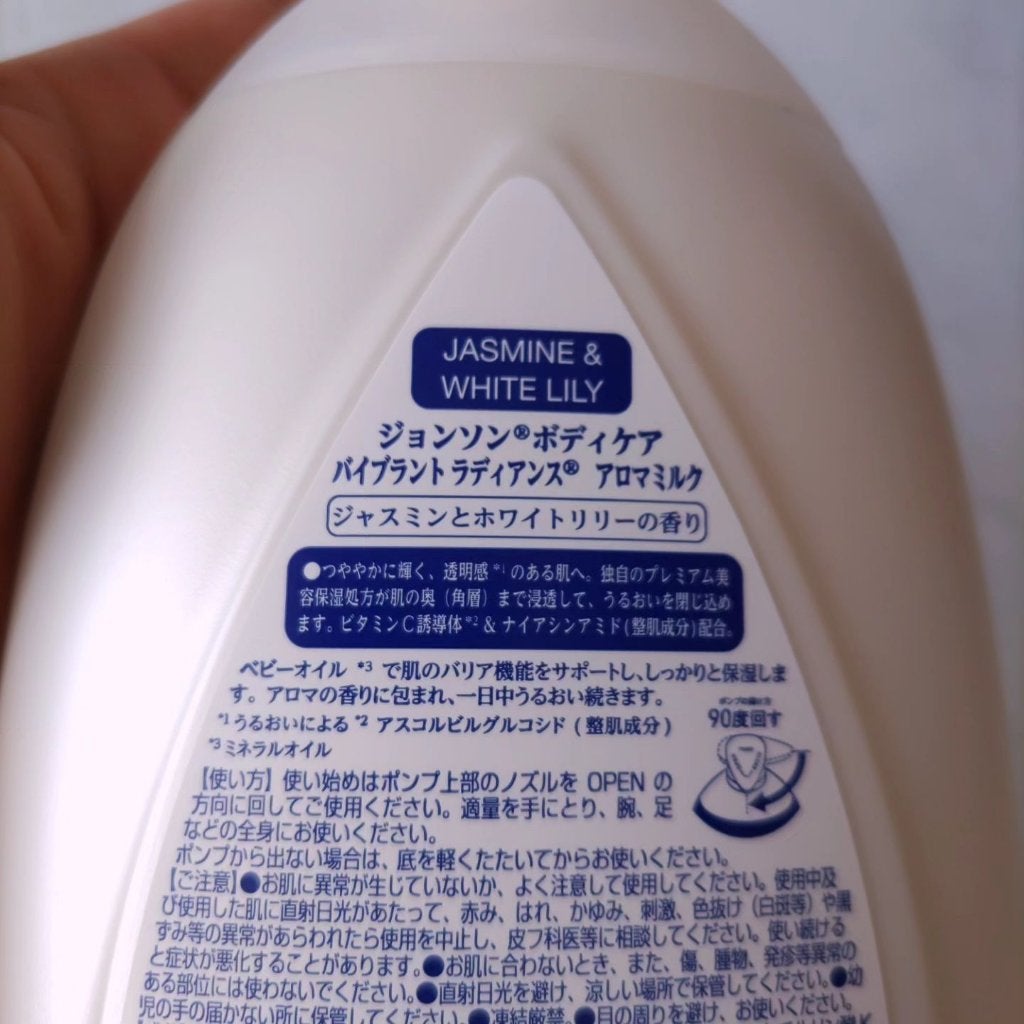 JASMINE &
WHITE LILY
ジョンソン®ボディケア
バイブラント ラディアンス® アロマミルク
ジャスミンとホワイトリリーの香り
●つややかに輝く、透明感*1のある肌へ。独自のプレミアム美
容保湿処方が肌の奥（角層）まで浸透して、うるおいを閉じ込め
ます。ビタミンC誘導体*2 & ナイアシンアミド(整肌成分)配合。
ベビーオイル *3 で肌のバリア機能をサポートし、しっかりと保湿しま
す。アロマの香りに包まれ、一日中うるおい続きます。
*1 うるおいによる *2 アスコルビルグルコシド (整肌成分)
*3 ミネラルオイル
90度回す
【使い方】使い始めはポンプ上部のノズルを OPEN の
方向に回してご使用ください。適量を手にとり、腕、足
などの全身にお使いください。
ポンプから出ない場合は、底を軽くたたいてからお使いください。
【ご注意】●お肌に異常が生じていないか、よく注意して使用してください。使用中及
び使用した肌に直射日光があたって、赤み、はれ、かゆみ、刺激、色抜け（白斑等）や黒
ずみ等の異常があらわれたら使用を中止し、皮フ科医等に相談してください。使い続ける
と症状が悪化することがあります。●お肌に合わないとき、また、傷、腫物、発疹等異常の
ある部位には使わないでください。●直射日光を避け、涼しい場所で保管してください。●幼
児の手の届かない所に保管してください。●凍結厳禁。●目の周りを避け、お使いください。